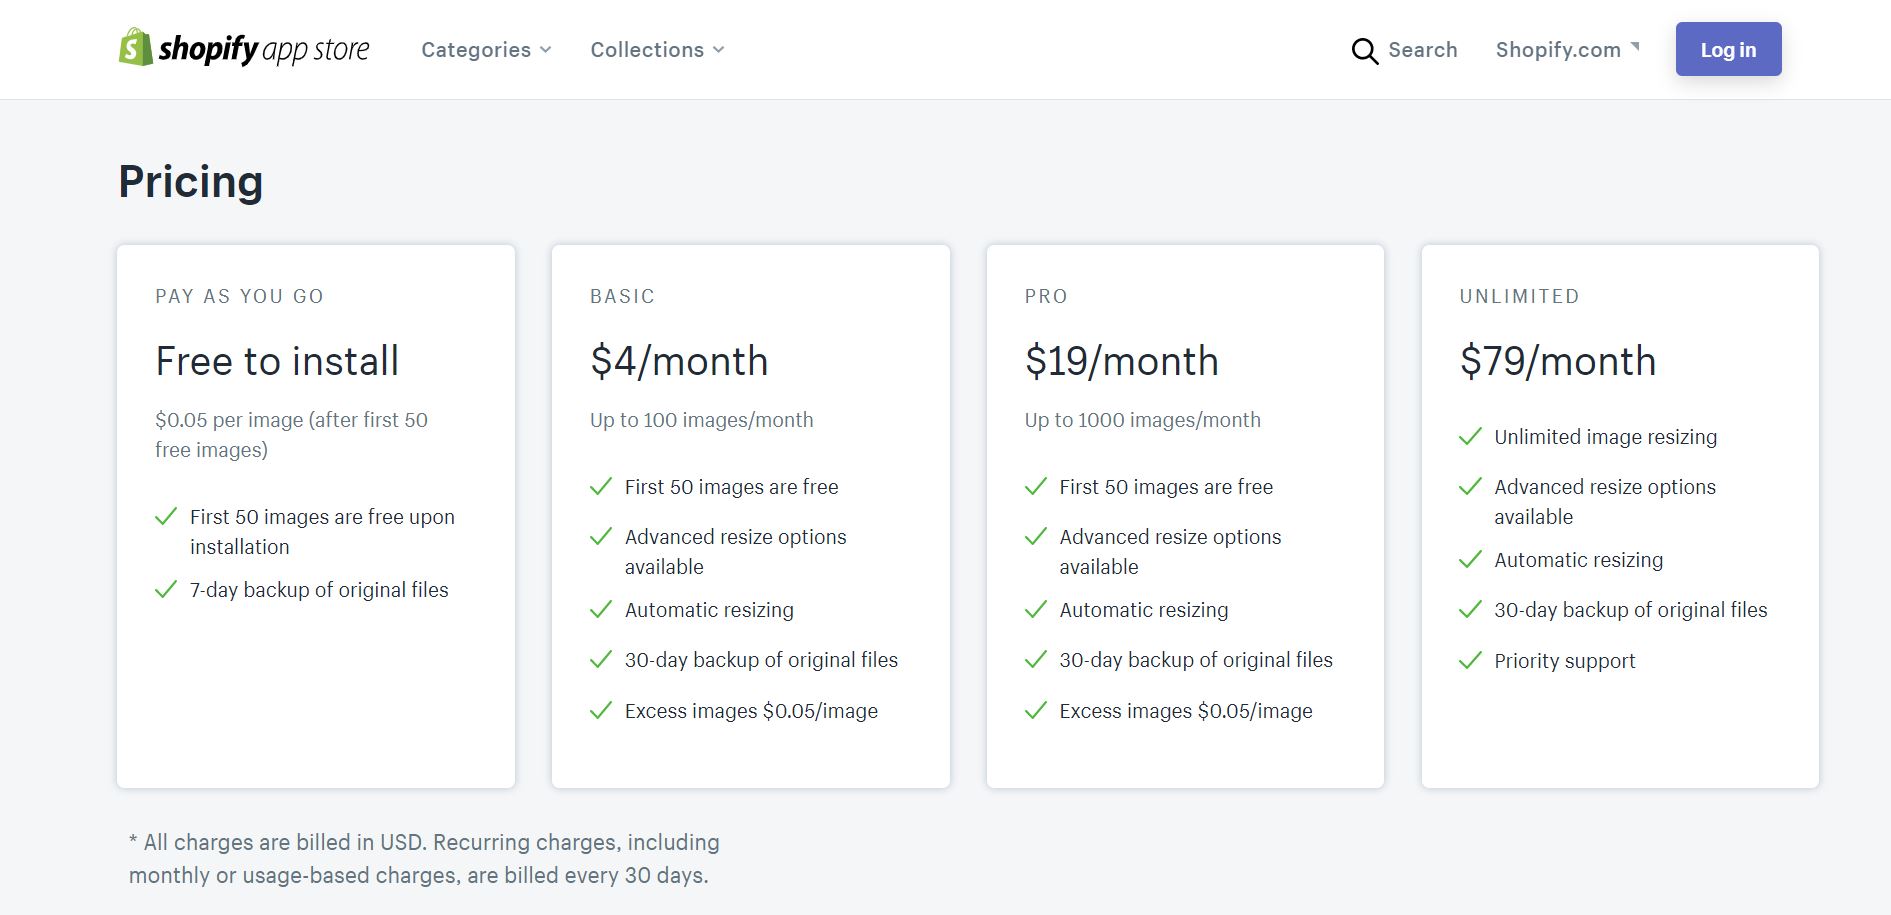 shopify app store
Categories
Collections
Search
Shopify.com
Log in
Pricing
PAY AS YOU GO
Free to install
$0.05 per image (after first 50
free images)
First 50 images are free upon
installation
7-day backup of original files
BASIC
$4/month
Up to 100 images/month
First 50 images are free
Advanced resize options
available
Automatic resizing
30-day backup of original files
Excess images $0.05/image
PRO
$19/month
Up to 1000 images/month
First 50 images are free
Advanced resize options
available
Automatic resizing
30-day backup of original files
Excess images $0.05/image
UNLIMITED
$79/month
Unlimited image resizing
Advanced resize options
available
Automatic resizing
30-day backup of original files
Priority support
* All charges are billed in USD. Recurring charges, including
monthly or usage-based charges, are billed every 30 days.